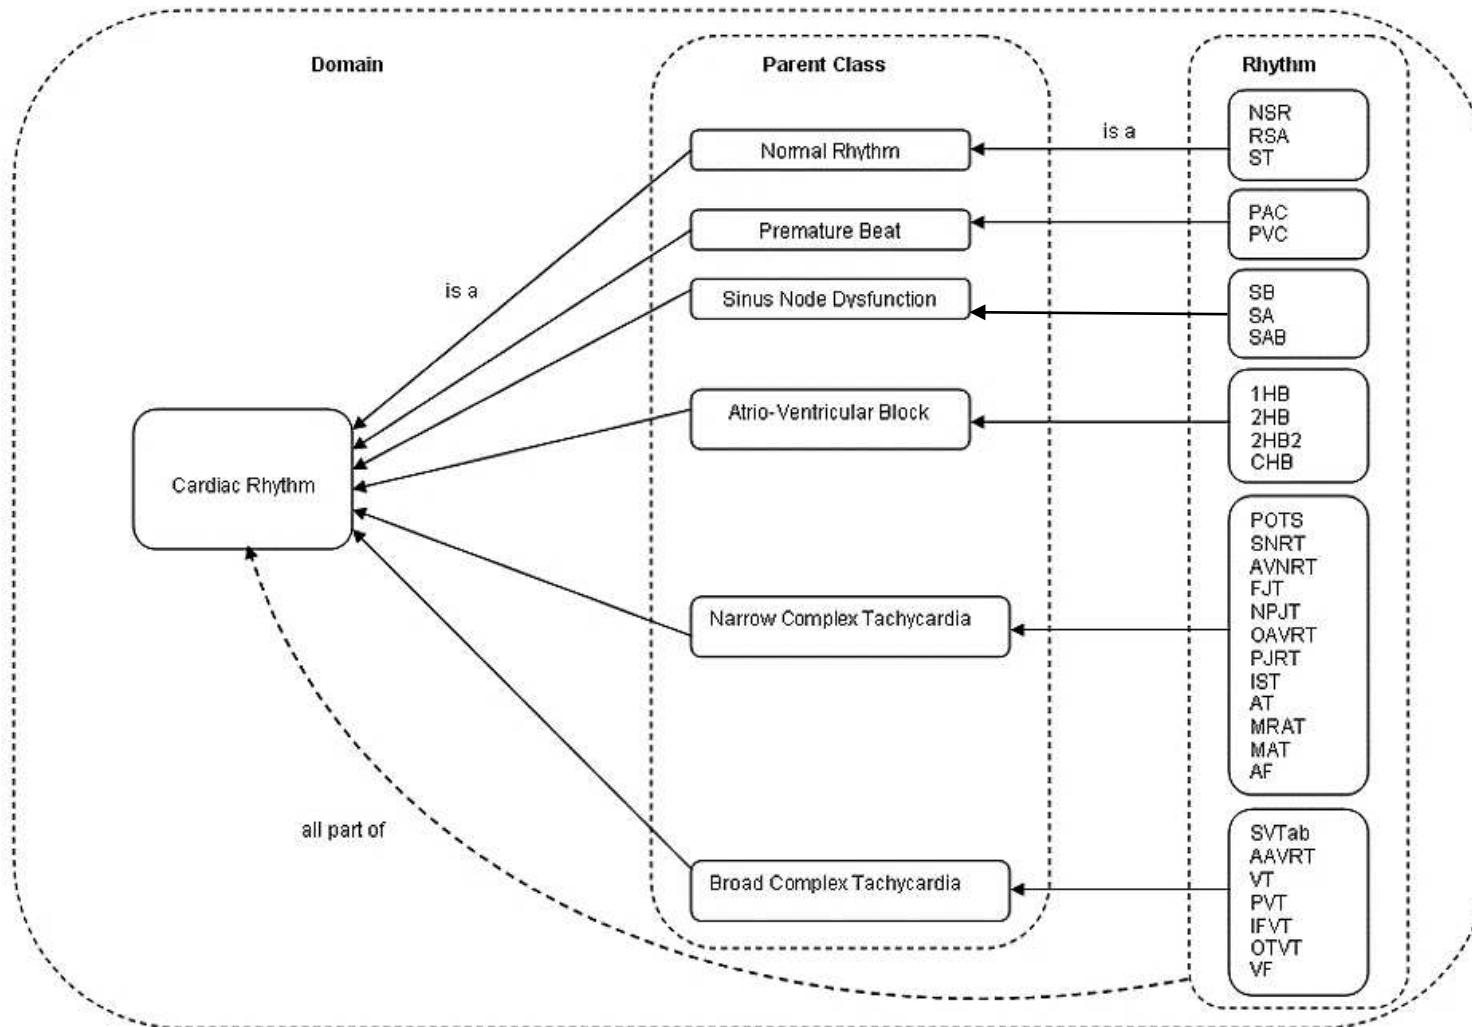 Domain
Parent Class
Rhythm
is a
is a
Normal Rhythm
NSR
RSA
ST
Premature Beat
PAC
PVC
Sinus Node Dysfunction
SB
SA
SAB
Atrio-Ventricular Block
1HB
2HB
2HB2
CHB
Cardiac Rhythm
Narrow Complex Tachycardia
POTS
SNRT
AVNRT
FJT
NPJT
OAVRT
PJRT
IST
AT
MRAT
MAT
AF
all part of
Broad Complex Tachycardia
SVTab
AAVRT
VT
PVT
IFVT
OTVT
VF